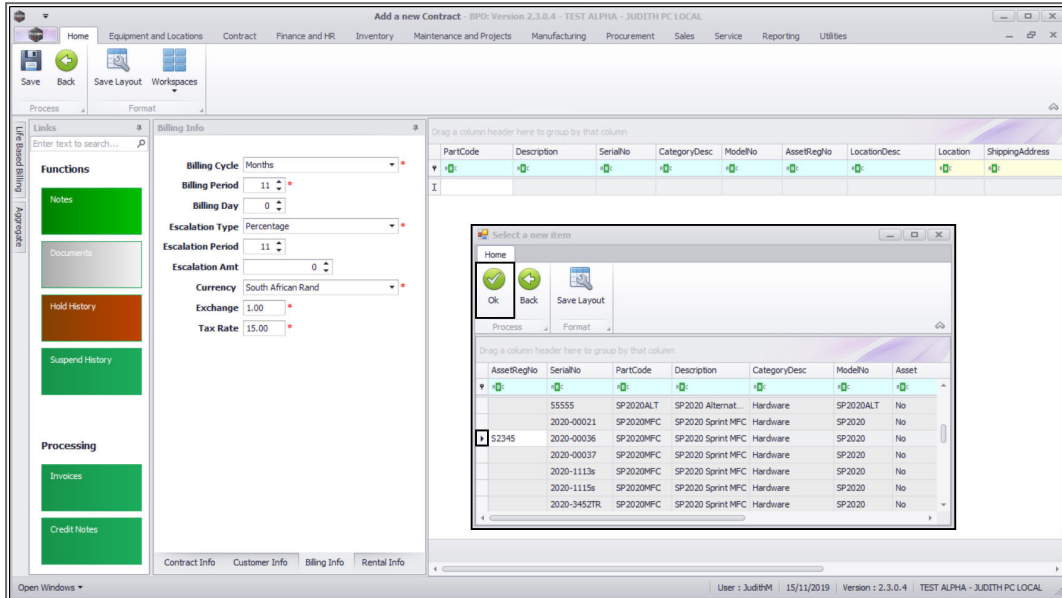 Add a new Contract - BPO: Version 2.3.0.4 - TEST ALPHA - JUDITH PC LOCAL
Home Equipment and Locations Contract Finance and HR Inventory Maintenance and Projects Manufacturing Procurement Sales Service Reporting Utilities
Save Back Save Layout Workspaces
Process Format
Life Based Billing
Aggregate
Links
Enter text to search...
Functions
Notes
Documents
Hold History
Suspend History
Processing
Invoices
Credit Notes
Billing Info
Billing Cycle Months *
Billing Period 11 *
Billing Day 0
Escalation Type Percentage *
Escalation Period 11
Escalation Amt 0
Currency South African Rand *
Exchange 1.00 *
Tax Rate 15.00 *
Contract Info Customer Info Billing Info Rental Info
Drag a column header here to group by that column
PartCode Description SerialNo CategoryDesc ModelNo AssetRegNo LocationDesc Location ShippingAddress
Select a new item
Home
Ok Back Save Layout
Process Format
Drag a column header here to group by that column
AssetRegNo SerialNo PartCode Description CategoryDesc ModelNo Asset
55555 SP2020ALT SP2020 Alternat... Hardware SP2020ALT No
2020-00021 SP2020MFC SP2020 Sprint MFC Hardware SP2020 No
S2345 2020-00036 SP2020MFC SP2020 Sprint MFC Hardware SP2020 No
2020-00037 SP2020MFC SP2020 Sprint MFC Hardware SP2020 No
2020-1113s SP2020MFC SP2020 Sprint MFC Hardware SP2020 No
2020-1115s SP2020MFC SP2020 Sprint MFC Hardware SP2020 No
2020-3452TR SP2020MFC SP2020 Sprint MFC Hardware SP2020 No
Open Windows User : JudithM 15/11/2019 Version : 2.3.0.4 TEST ALPHA - JUDITH PC LOCAL